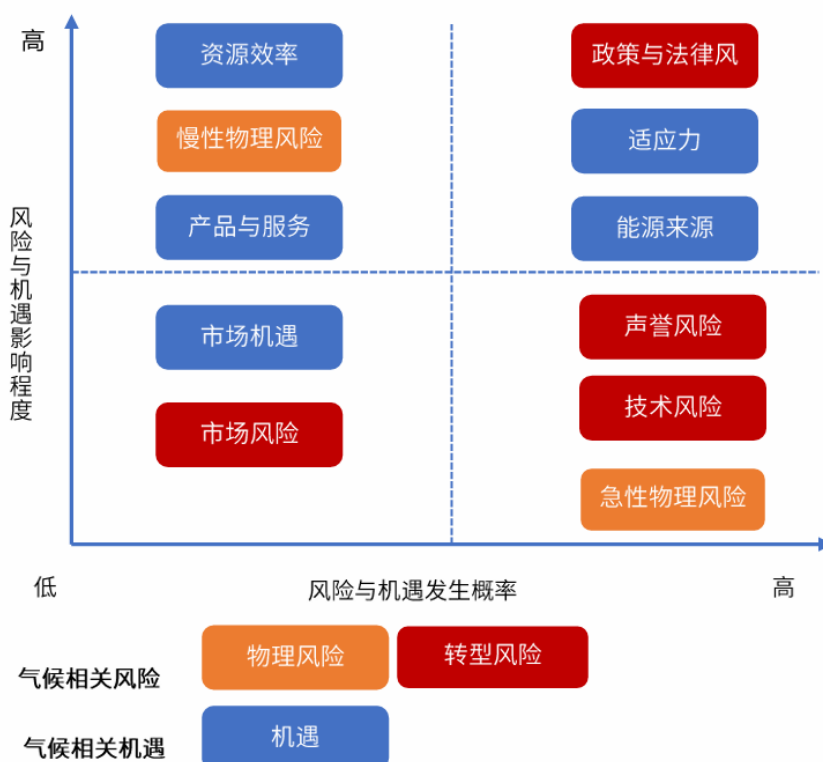 高
资源效率
政策与法律风
慢性物理风险
适应力
产品与服务
能源来源
风险与机遇影响程度
市场机遇
声誉风险
市场风险
技术风险
急性物理风险
低
风险与机遇发生概率
高
气候相关风险
物理风险
转型风险
气候相关机遇
机遇